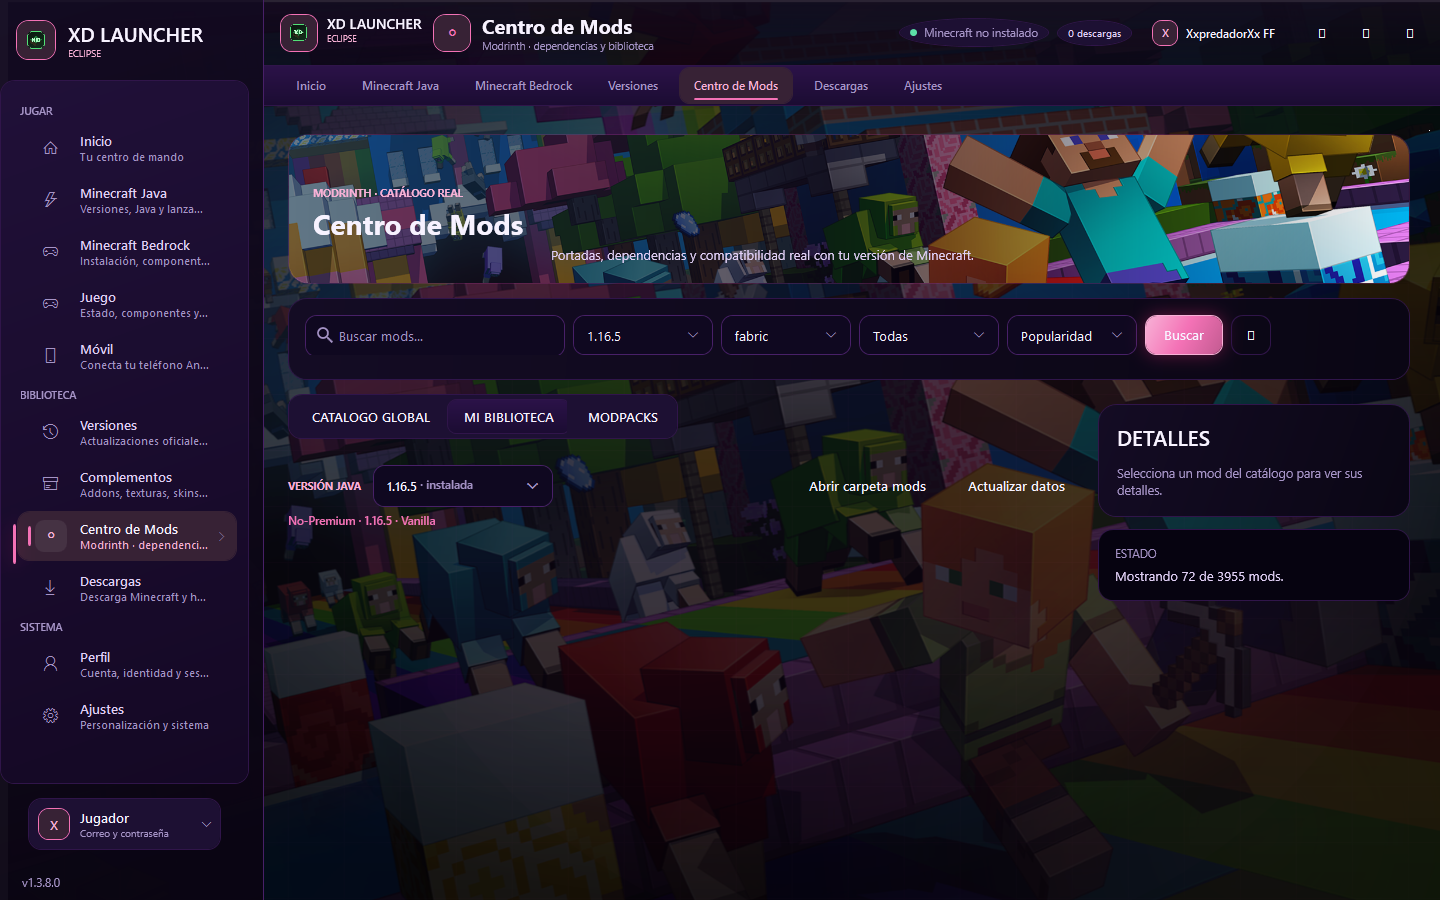 XD LAUNCHER
ECLIPSE
JUGAR
Inicio
Tu centro de mando
Minecraft Java
Versiones, Java y lanza...
Minecraft Bedrock
Instalación, component...
Juego
Estado, componentes y...
Móvil
Conecta tu teléfono An...
BIBLIOTECA
Versiones
Actualizaciones oficiale...
Complementos
Addons, texturas, skins...
Centro de Mods
Modrinth · dependenci...
Descargas
Descarga Minecraft y h...
SISTEMA
Perfil
Cuenta, identidad y ses...
Ajustes
Personalización y sistema
X
Jugador
Correo y contraseña
v1.3.8.0
XD LAUNCHER
ECLIPSE
Centro de Mods
Modrinth · dependencias y biblioteca
Minecraft no instalado
0 descargas
X
XxpredadorXx FF
Inicio
Minecraft Java
Minecraft Bedrock
Versiones
Centro de Mods
Descargas
Ajustes
MODRINTH · CATÁLOGO REAL
Centro de Mods
Portadas, dependencias y compatibilidad real con tu versión de Minecraft.
Buscar mods...
1.16.5
fabric
Todas
Popularidad
Buscar
CATALOGO GLOBAL
MI BIBLIOTECA
MODPACKS
VERSIÓN JAVA
1.16.5 · instalada
Abrir carpeta mods
Actualizar datos
No-Premium · 1.16.5 · Vanilla
DETALLES
Selecciona un mod del catálogo para ver sus
detalles.
ESTADO
Mostrando 72 de 3955 mods.